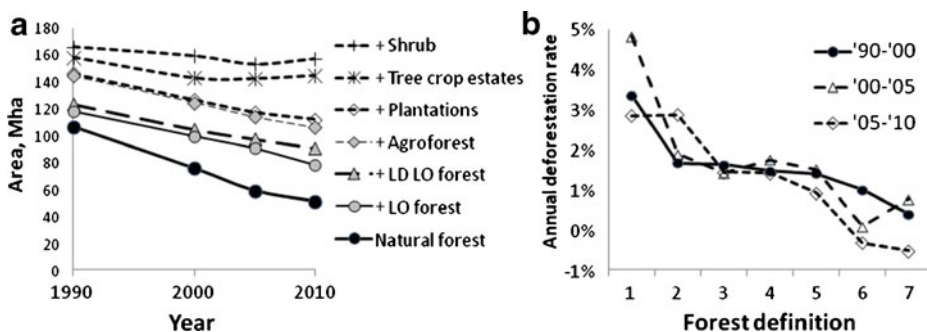 a
180
160
140
120
100
80
60
40
20
0
Area, Mha
1990
2000
2010
Year
+ Shrub
+ Tree crop estates
+ Plantations
+ Agroforest
+ LD LO forest
+ LO forest
Natural forest
b
5%
4%
3%
2%
1%
0%
-1%
Annual deforestation rate
1 2 3 4 5 6 7
Forest definition
'90-'00
'00-'05
'05-'10